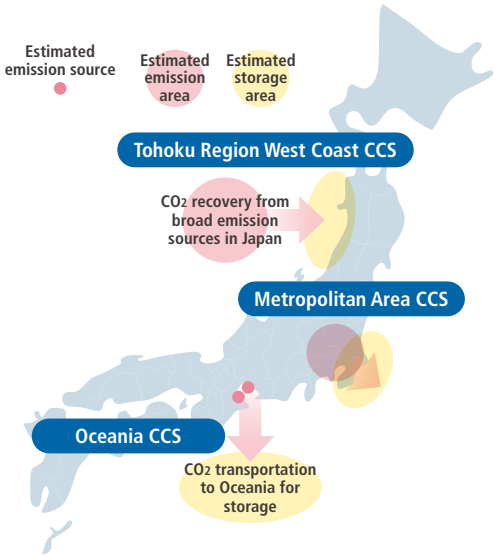 Estimated
emission source
Estimated
emission
area
Estimated
storage
area
Tohoku Region West Coast CCS
CO2 recovery from
broad emission
sources in Japan
Metropolitan Area CCS
Oceania CCS
CO2 transportation
to Oceania for
storage